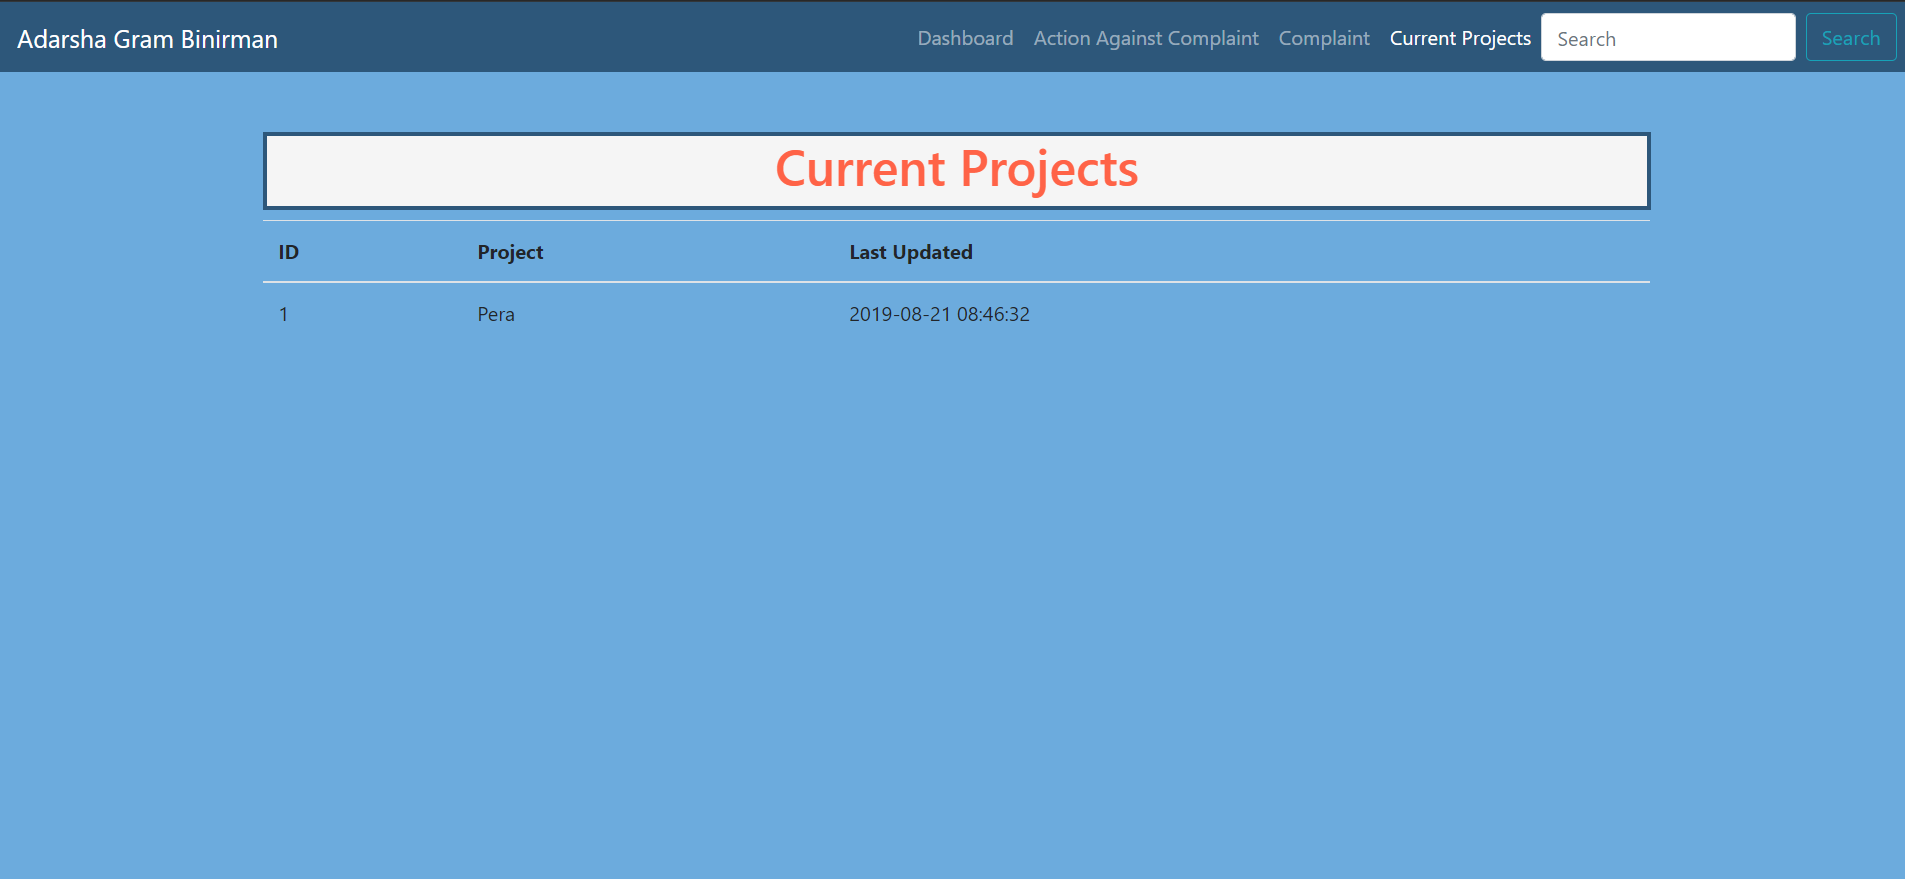 Adarsha Gram Binirman Dashboard Action Against Complaint Complaint Current Projects Search Search
Current Projects
ID Project Last Updated
1 Pera 2019-08-21 08:46:32